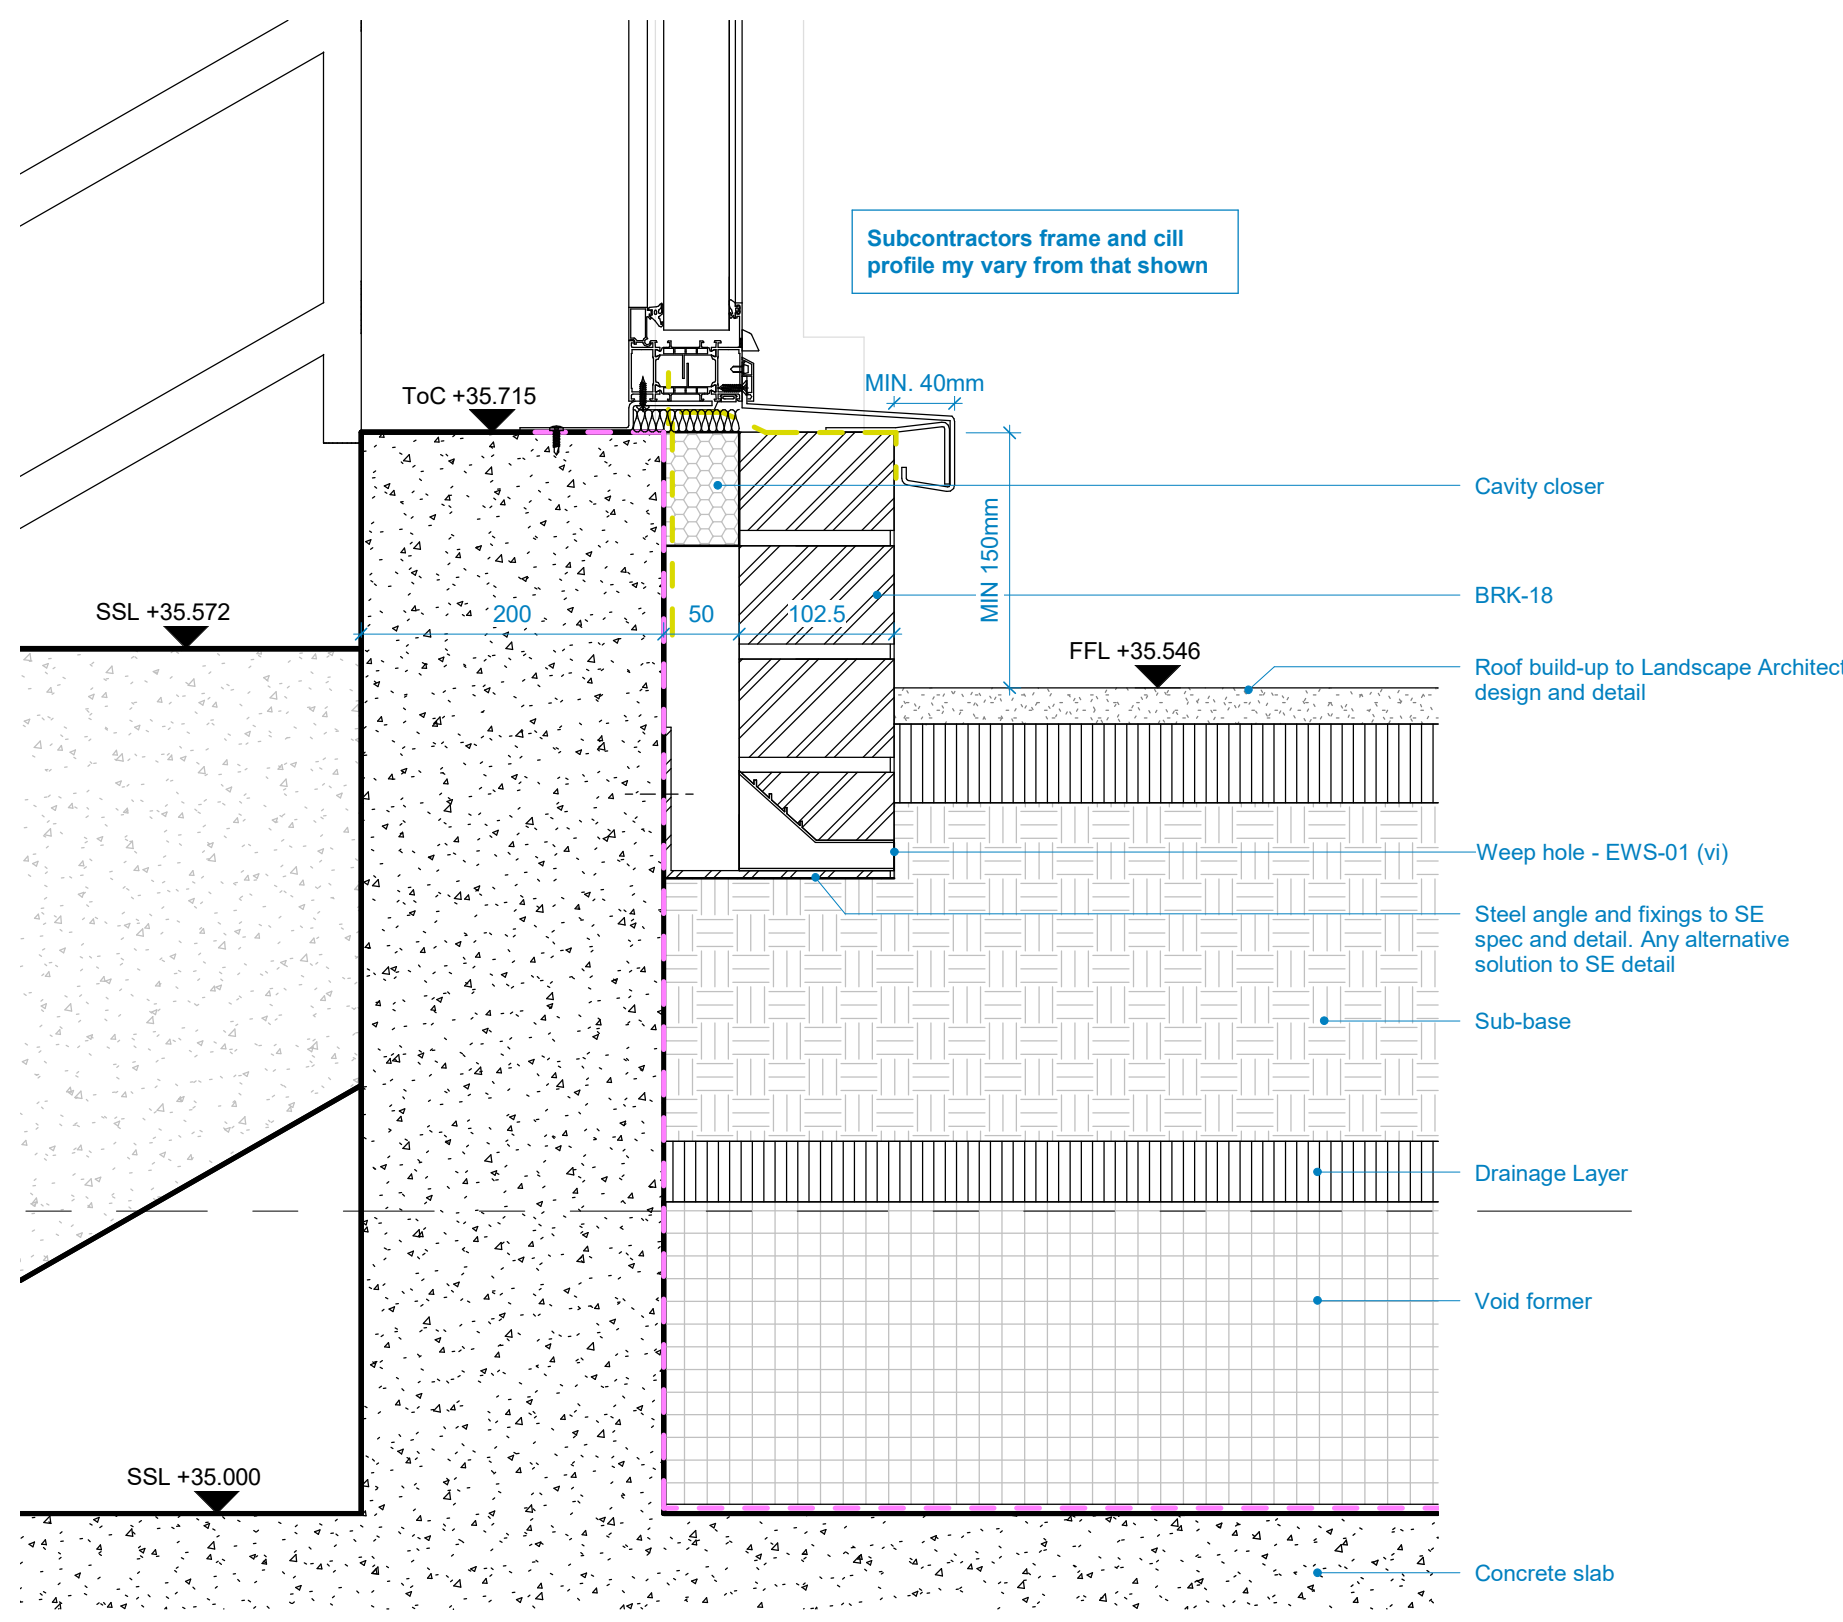 Subcontractors frame and cill
profile my vary from that shown
MIN. 40mm
ToC +35.715
Cavity closer
MIN 150mm
BRK-18
SSL +35.572
200
50
102.5
FFL +35.546
Roof build-up to Landscape Architect
design and detail
Weep hole - EWS-01 (vi)
Steel angle and fixings to SE
spec and detail. Any alternative
solution to SE detail
Sub-base
Drainage Layer
Void former
SSL +35.000
Concrete slab